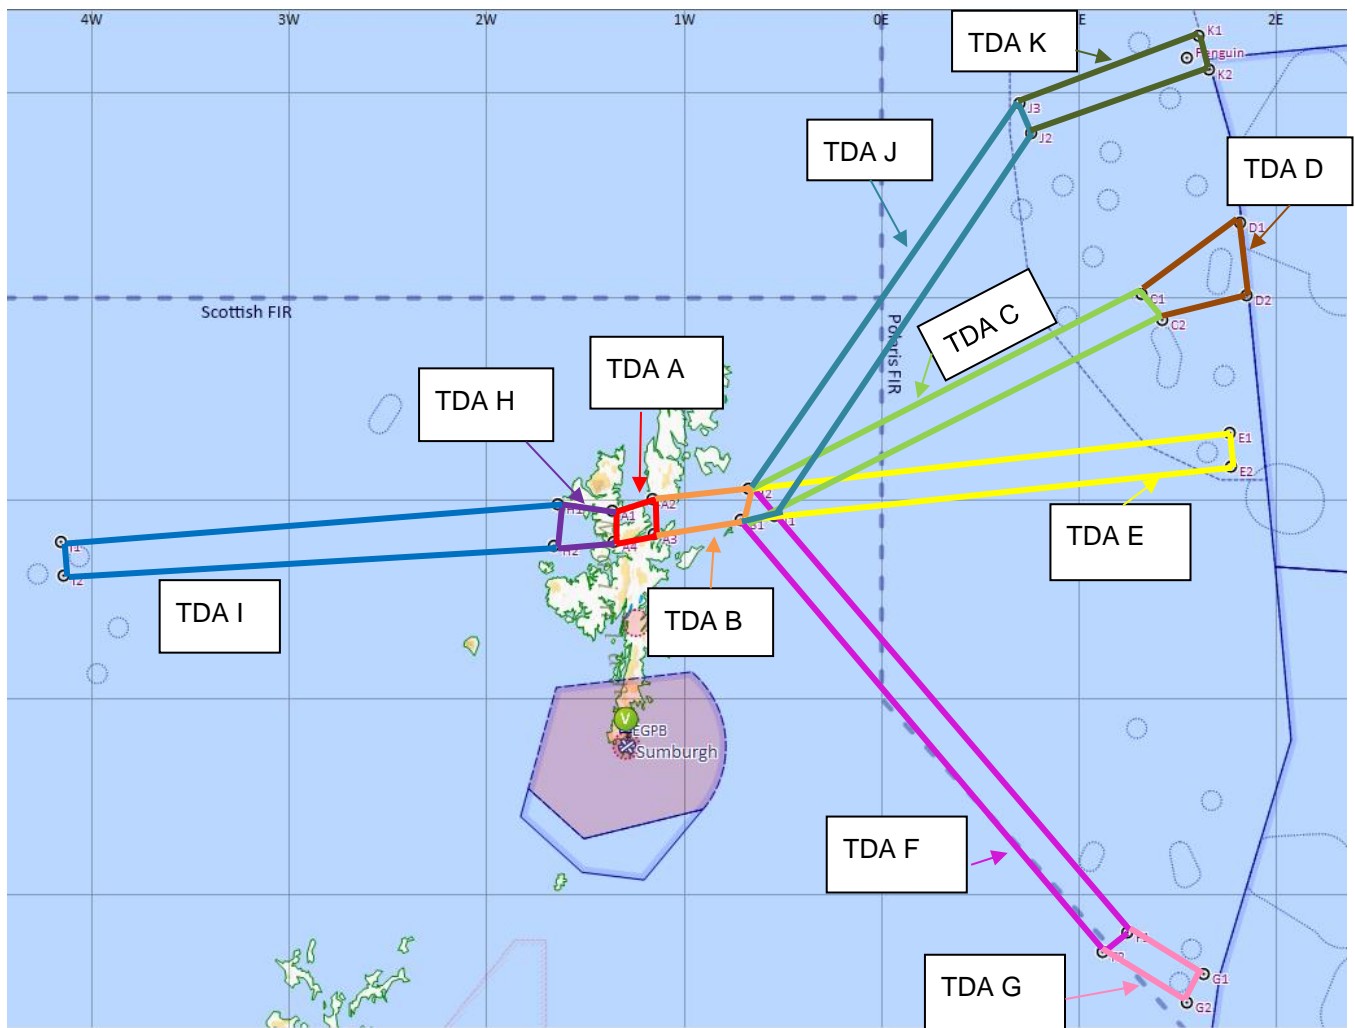 4W 3W 2W 1W 0E 1E 2E
K1
TDA K
Penguin
K2
J3
J2
TDA J
TDA D
D1
C1
D2
Scottish FIR
Polaris FIR
C2
TDA C
TDA A
TDA H
E1
E2
A2
H1
A1
I1
A3
A4
H2
TDA E
I2
TDA I
TDA B
V
EGPB
Sumburgh
TDA F
F1
F2
G1
TDA G
G2